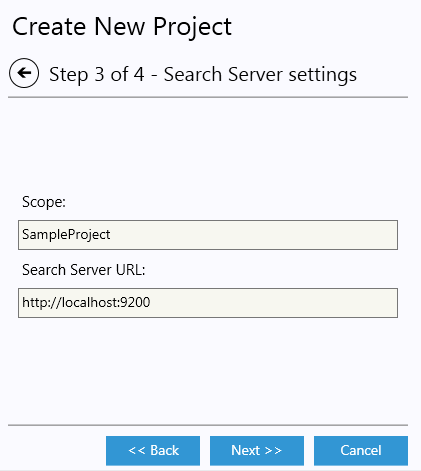 Create New Project
Step 3 of 4 - Search Server settings
Scope:
SampleProject
Search Server URL:
http://localhost:9200
<< Back Next >> Cancel